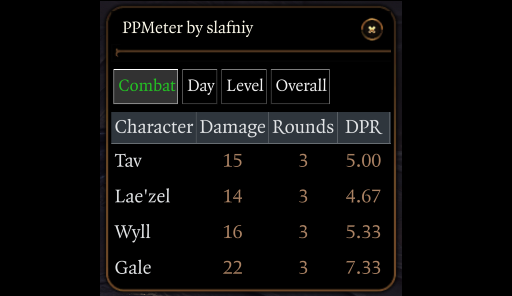 PPMeter by slafniy
Combat Day Level Overall
Character Damage Rounds DPR
Tav 15 3 5.00
Lae'zel 14 3 4.67
Wyll 16 3 5.33
Gale 22 3 7.33